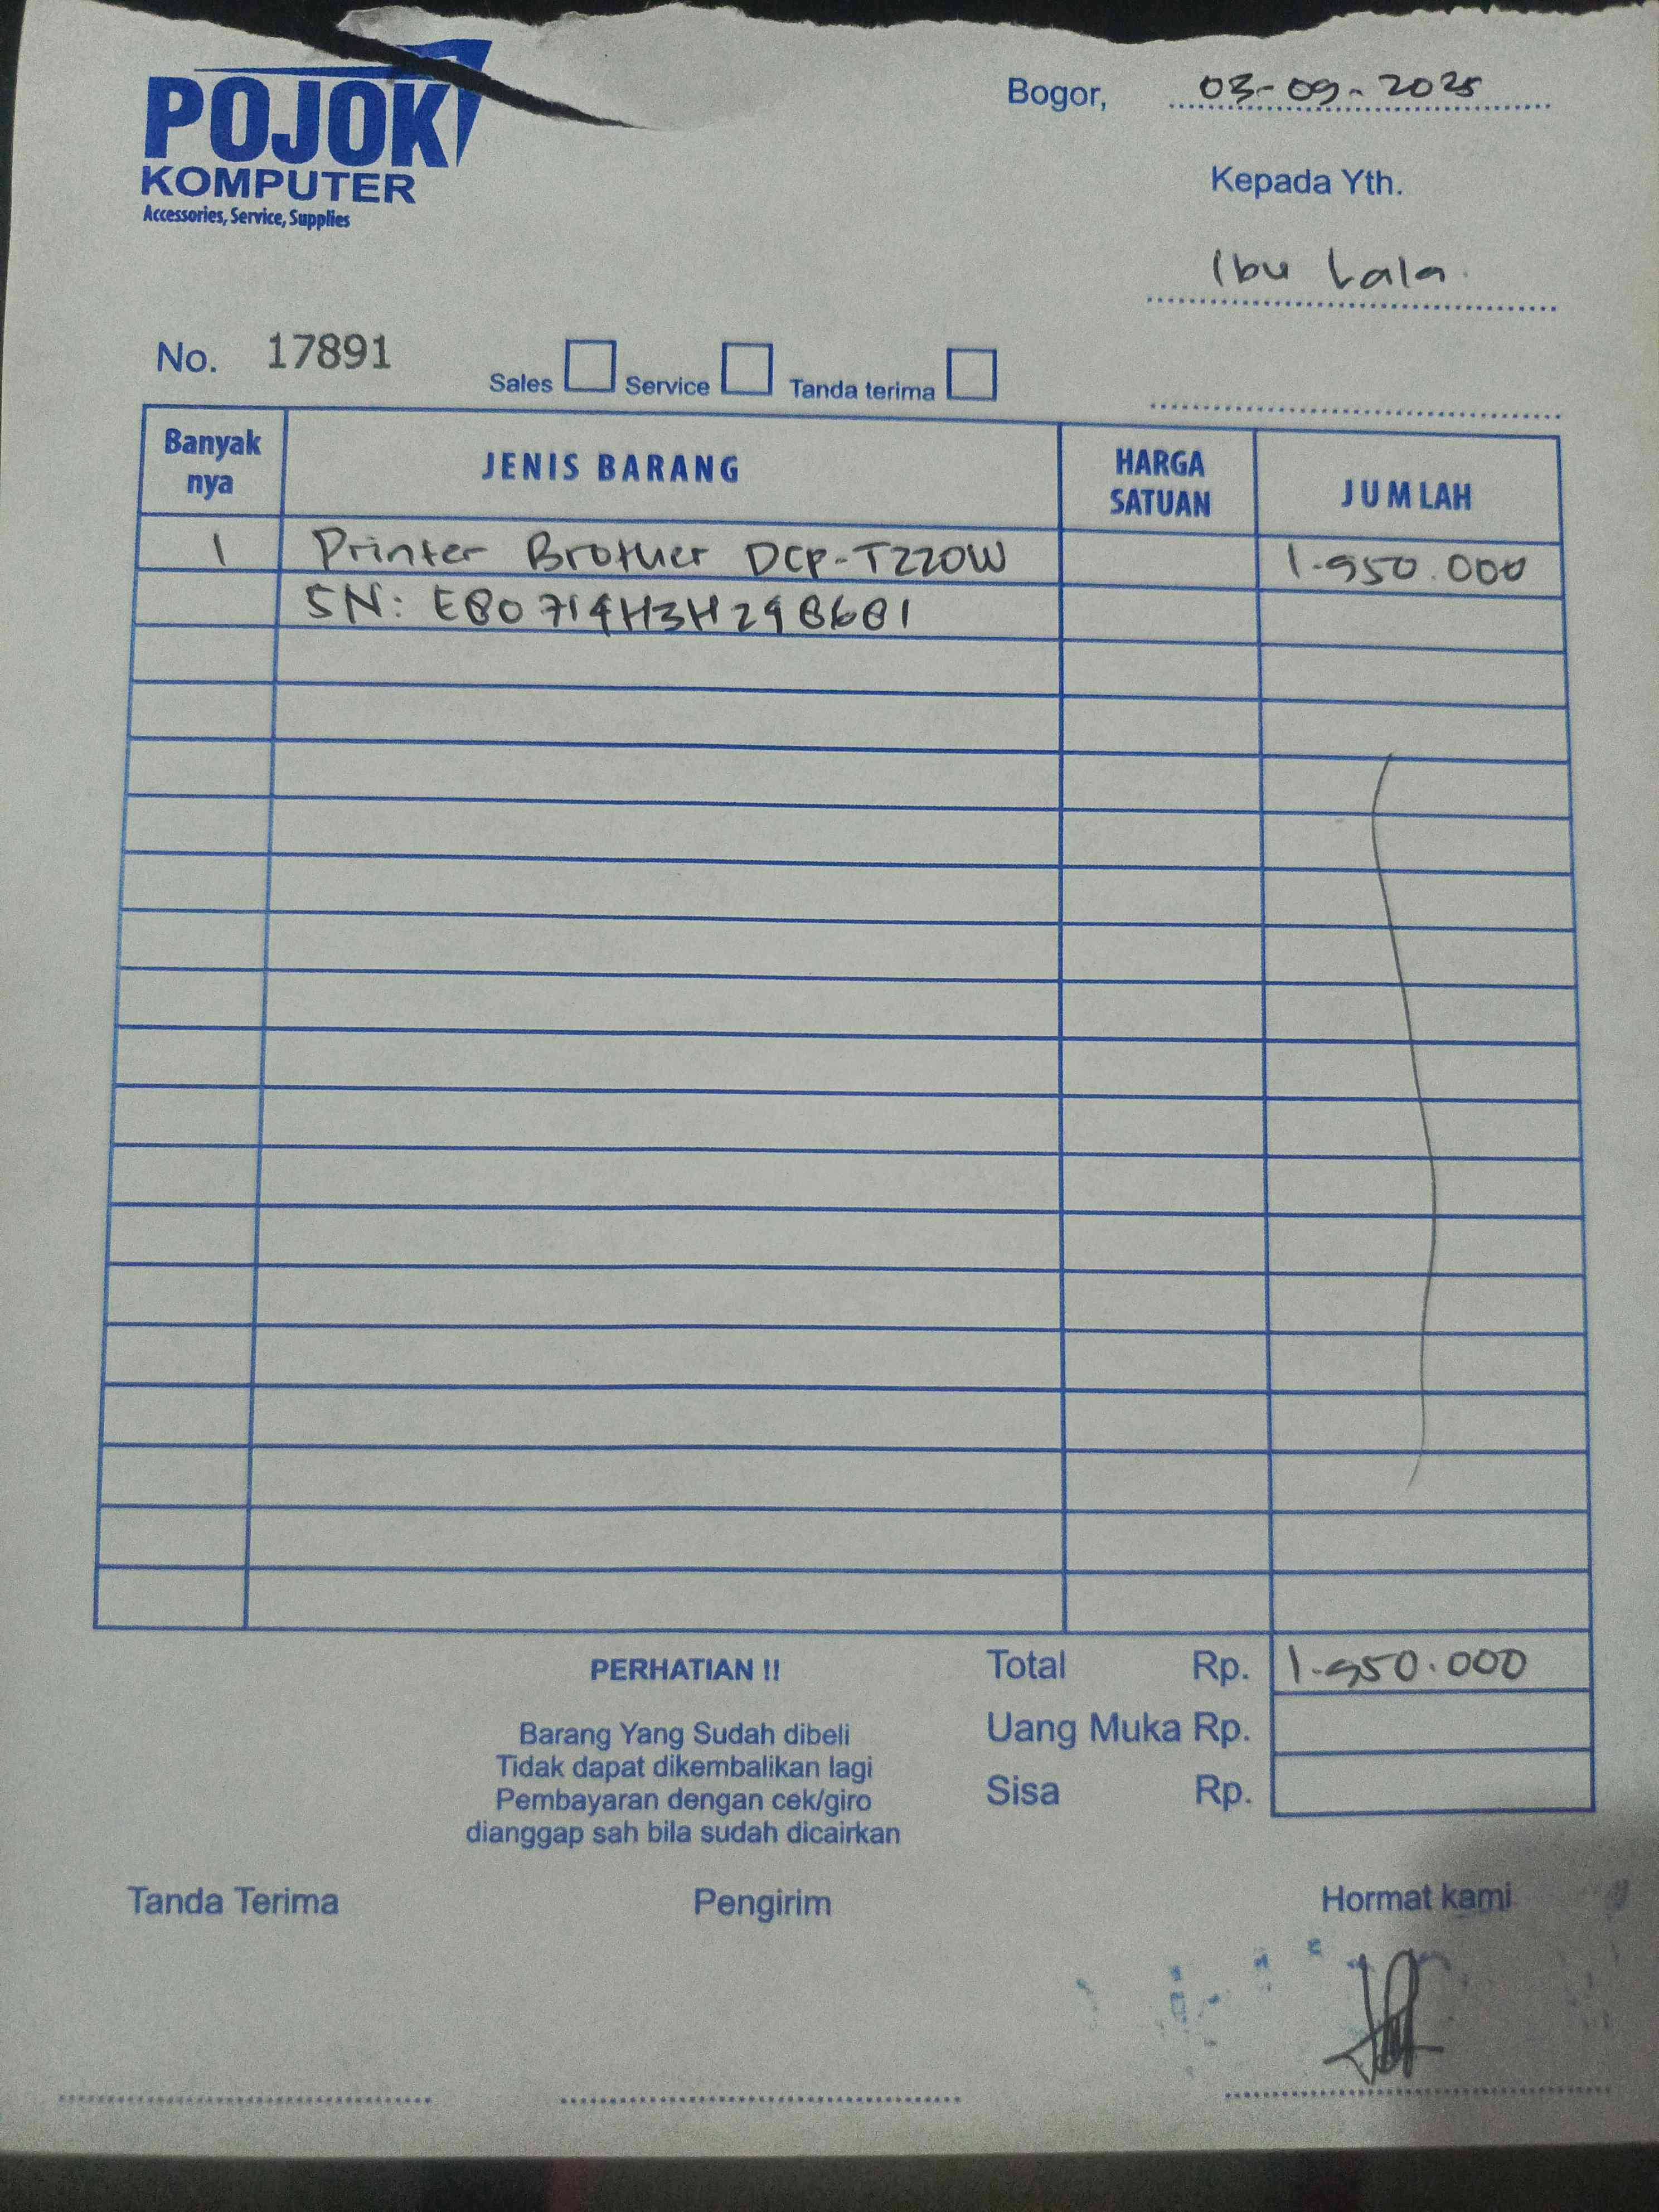 POJOK
KOMPUTER
Accessories, Service, Supplies
Bogor, 03-09-2025
Kepada Yth.
Ibu Lala
No. 17891
Sales Service Tanda terima
Banyak nya JENIS BARANG HARGA SATUAN JUMLAH
1 Printer Brother DCP-T220W 1.950.000
SN:
Total Rp. 1.950.000
Uang Muka Rp.
Sisa Rp.
PERHATIAN !!
Barang Yang Sudah dibeli
Tidak dapat dikembalikan lagi
Pembayaran dengan cek/giro
dianggap sah bila sudah dicairkan
Tanda Terima Pengirim Hormat kami